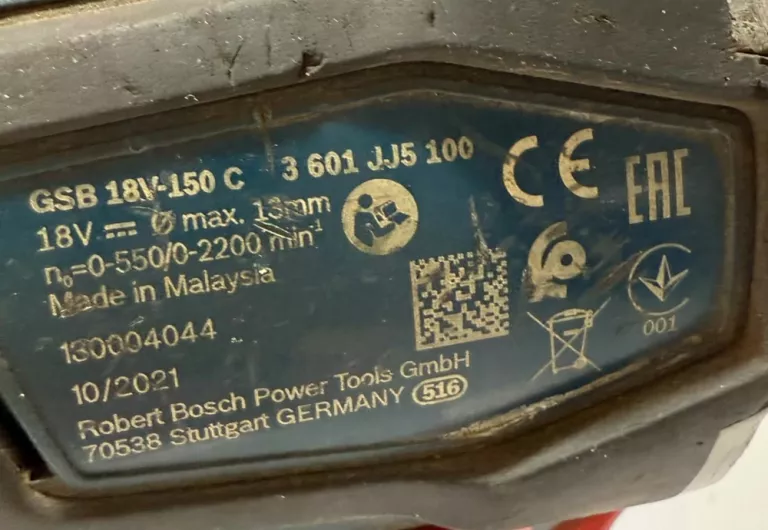 GSB 18V-150 C 3 601 JJ5 100
18V ⎓ Ø max. 13mm
n₀=0-550/0-2200 min⁻¹
Made in Malaysia
130004044
10/2021
Robert Bosch Power Tools GmbH
70538 Stuttgart GERMANY 516
CE
EAC
001